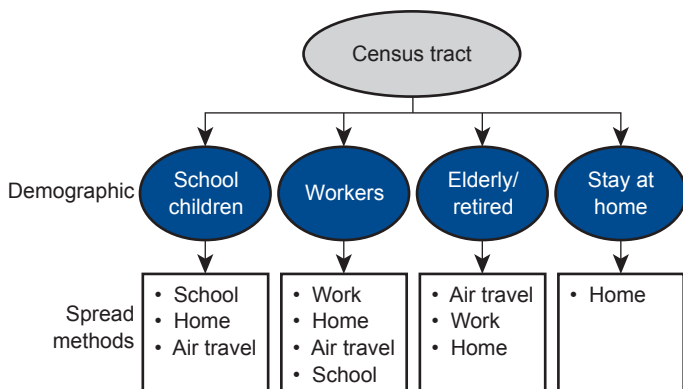 Census tract
Demographic
School
children
Workers
Elderly/
retired
Stay at
home
Spread
methods
• School
• Home
• Air travel
• Work
• Home
• Air travel
• School
• Air travel
• Work
• Home
• Home